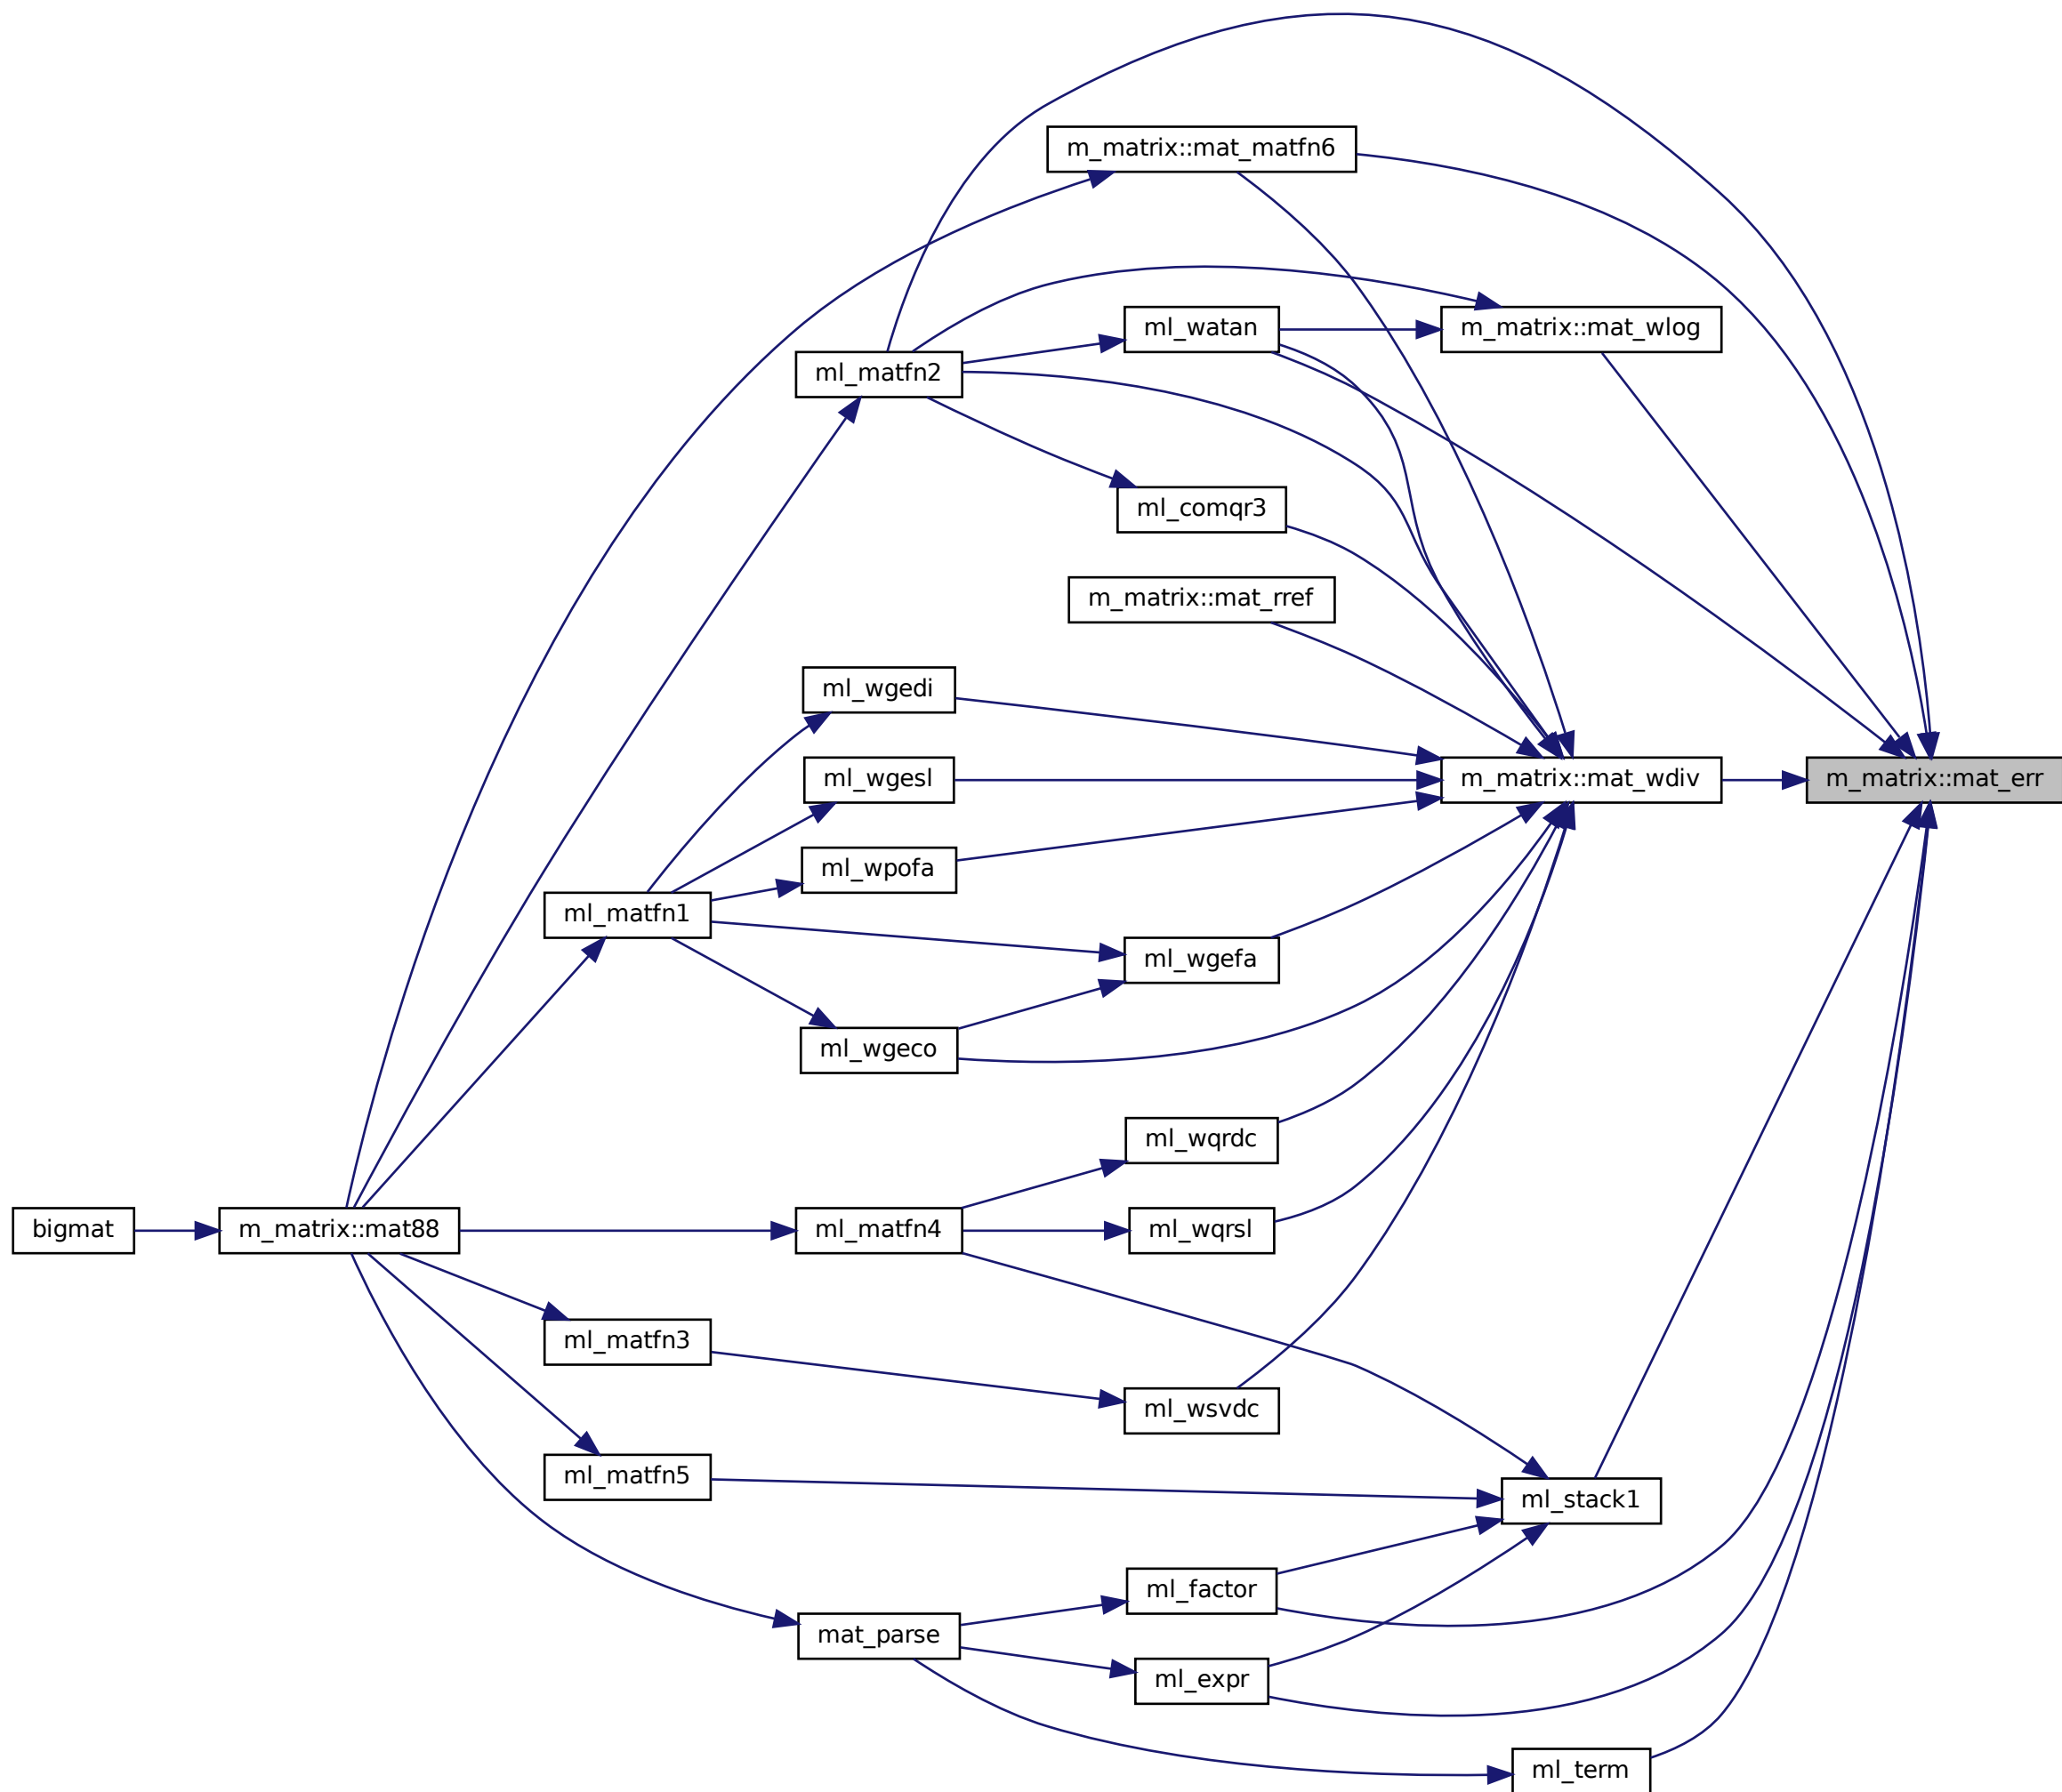 m_matrix::mat_matfn6
ml_watan
m_matrix::mat_wlog
ml_matfn2
ml_comqr3
m_matrix::mat_rref
ml_wgedi
ml_wgesl
m_matrix::mat_wdiv
m_matrix::mat_err
ml_wpofa
ml_matfn1
ml_wgefa
ml_wgeco
ml_wqrdc
bigmat
m_matrix::mat88
ml_matfn4
ml_wqrsl
ml_matfn3
ml_wsvdc
ml_matfn5
ml_stack1
ml_factor
mat_parse
ml_expr
ml_term